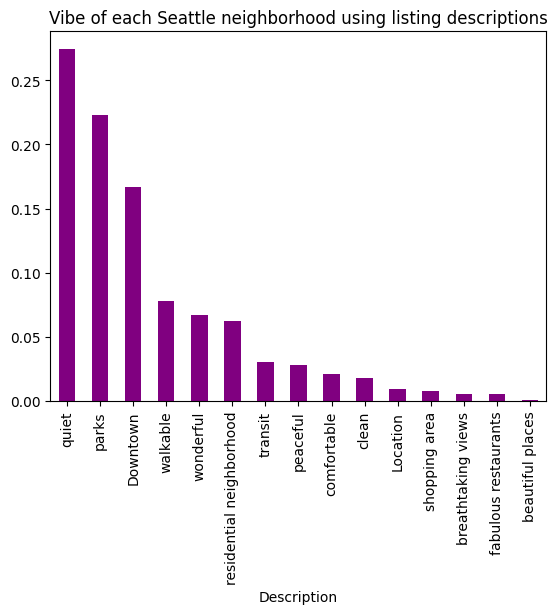 Vibe of each Seattle neighborhood using listing descriptions
0.25
0.20
0.15
0.10
0.05
0.00
quiet
parks
Downtown
walkable
wonderful
residential neighborhood
transit
peaceful
comfortable
clean
Location
shopping area
breathtaking views
fabulous restaurants
beautiful places
Description